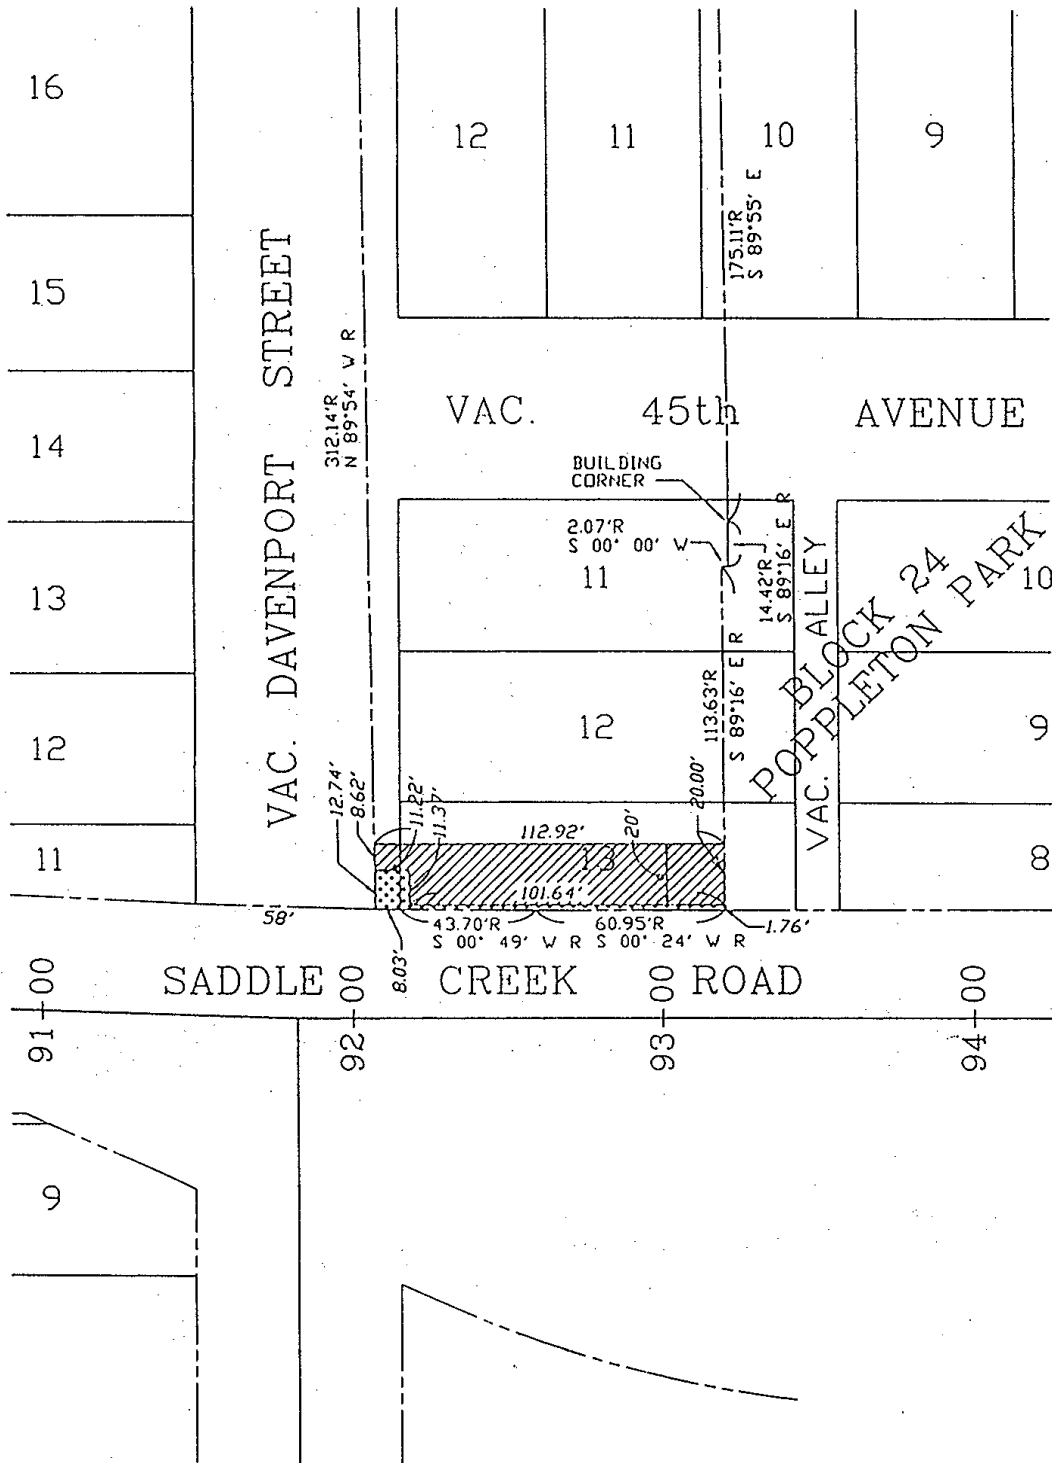 16
15
14
13
12
11
VAC. DAVENPORT STREET
312.14'R
N 89°54' W R
12
11
10
9
175.11'R
S 89°55' E
VAC. 45th AVENUE
BUILDING
CORNER
2.07'R
S 00° 00' W
14.42'R
S 89°16' E R
11
12
13
113.63'R
S 89°16' E R
VAC. ALLEY
BLOCK 24
POPPLETON PARK
10
9
8
12.74'
8.62'
11.22'
11.37'
112.92'
20'
20.00'
101.64'
1.76'
58'
8.03'
43.70'R
S 00° 49' W R
60.95'R
S 00° 24' W R
SADDLE CREEK ROAD
91 00
92 00
93 00
94 00
9